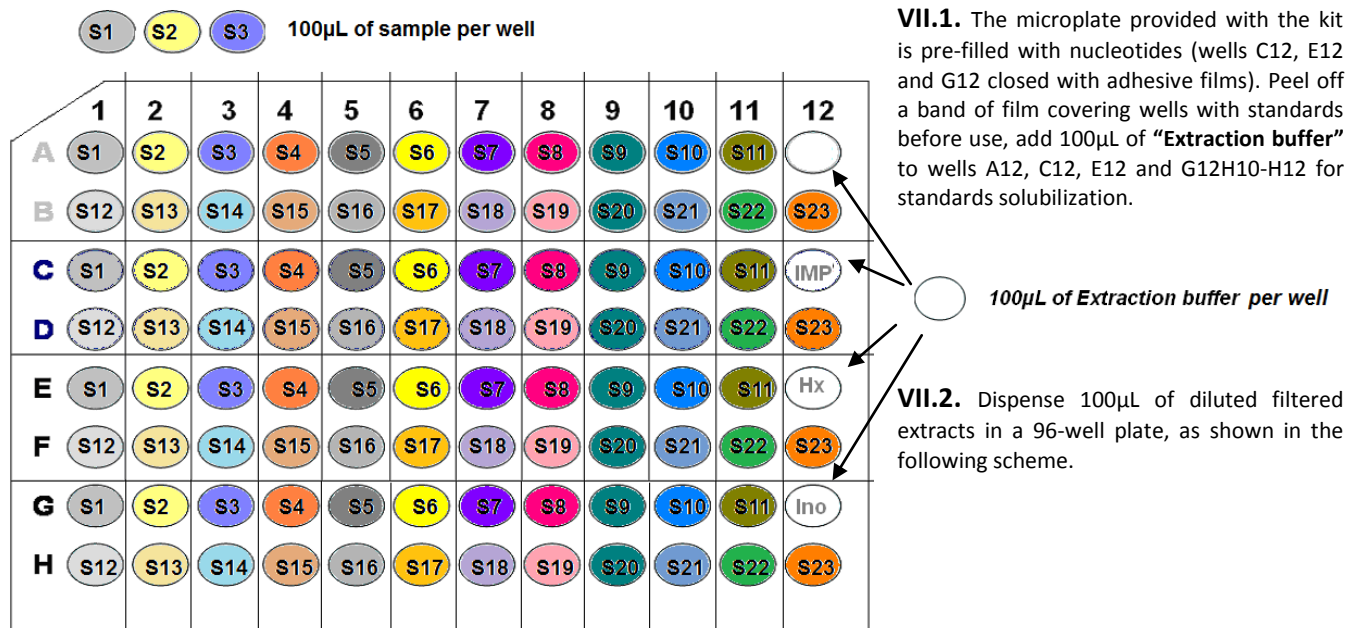 S1 S2 S3 100µL of sample per well
1 2 3 4 5 6 7 8 9 10 11 12
A S1 S2 S3 S4 S5 S6 S7 S8 S9 S10 S11
B S12 S13 S14 S15 S16 S17 S18 S19 S20 S21 S22 S23
C S1 S2 S3 S4 S5 S6 S7 S8 S9 S10 S11 IMP'
D S12 S13 S14 S15 S16 S17 S18 S19 S20 S21 S22 S23
E S1 S2 S3 S4 S5 S6 S7 S8 S9 S10 S11 Hx
F S12 S13 S14 S15 S16 S17 S18 S19 S20 S21 S22 S23
G S1 S2 S3 S4 S5 S6 S7 S8 S9 S10 S11 Ino
H S12 S13 S14 S15 S16 S17 S18 S19 S20 S21 S22 S23
VII.1. The microplate provided with the kit
is pre-filled with nucleotides (wells C12, E12
and G12 closed with adhesive films). Peel off
a band of film covering wells with standards
before use, add 100µL of “Extraction buffer”
to wells A12, C12, E12 and G12H10-H12 for
standards solubilization.
100µL of Extraction buffer per well
VII.2. Dispense 100µL of diluted filtered
extracts in a 96-well plate, as shown in the
following scheme.